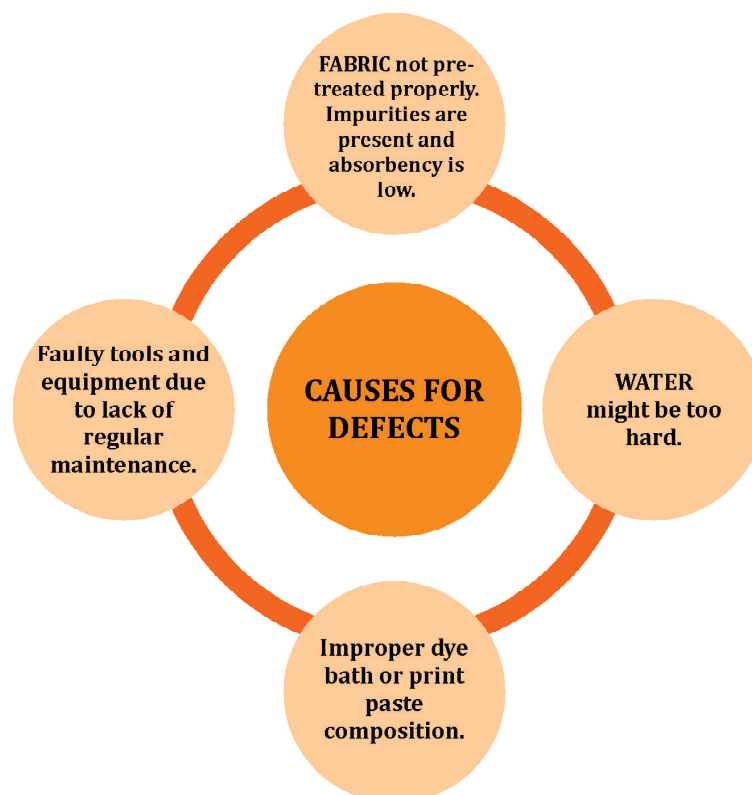 FABRIC not pre-
treated properly.
Impurities are
present and
absorbency is
low.
Faulty tools and
equipment due
to lack of
regular
maintenance.
CAUSES FOR
DEFECTS
WATER
might be too
hard.
Improper dye
bath or print
paste
composition.